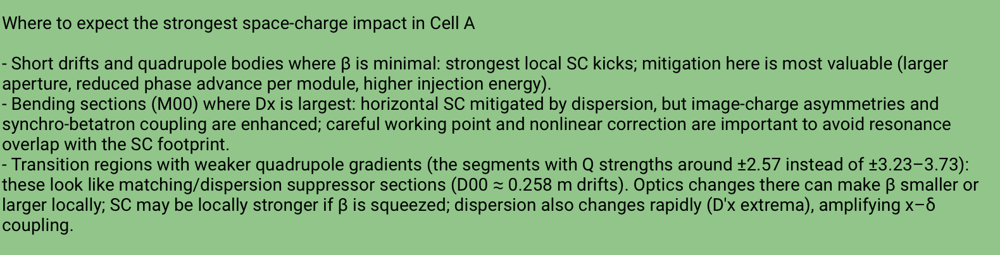 Where to expect the strongest space-charge impact in Cell A
- Short drifts and quadrupole bodies where β is minimal: strongest local SC kicks; mitigation here is most valuable (larger
aperture, reduced phase advance per module, higher injection energy).
- Bending sections (M00) where Dx is largest: horizontal SC mitigated by dispersion, but image-charge asymmetries and
synchro-betatron coupling are enhanced; careful working point and nonlinear correction are important to avoid resonance
overlap with the SC footprint.
- Transition regions with weaker quadrupole gradients (the segments with Q strengths around ±2.57 instead of ±3.23–3.73):
these look like matching/dispersion suppressor sections (D00 ≈ 0.258 m drifts). Optics changes there can make β smaller or
larger locally; SC may be locally stronger if β is squeezed; dispersion also changes rapidly (D'x extrema), amplifying x–δ
coupling.